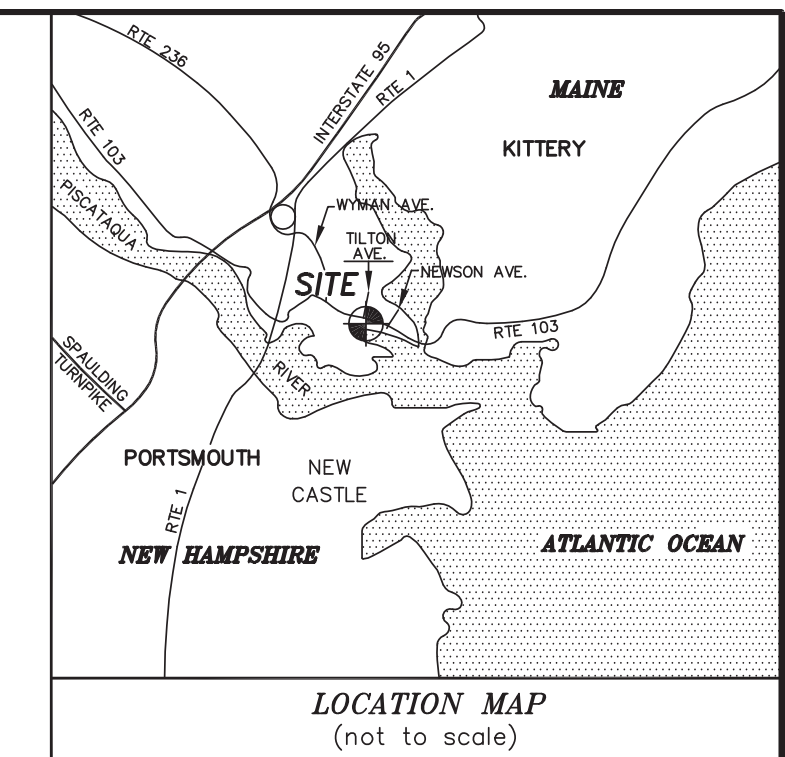 RTE 236
INTERSTATE 95
RTE 1
MAINE
RTE 103
KITTERY
PISCATAQUA
WYMAN AVE.
TILTON
AVE.
NEWSON AVE.
SITE
RTE 103
SPAULDING
TURNPIKE
RIVER
PORTSMOUTH
NEW
CASTLE
RTE 1
NEW HAMPSHIRE
ATLANTIC OCEAN
LOCATION MAP
(not to scale)